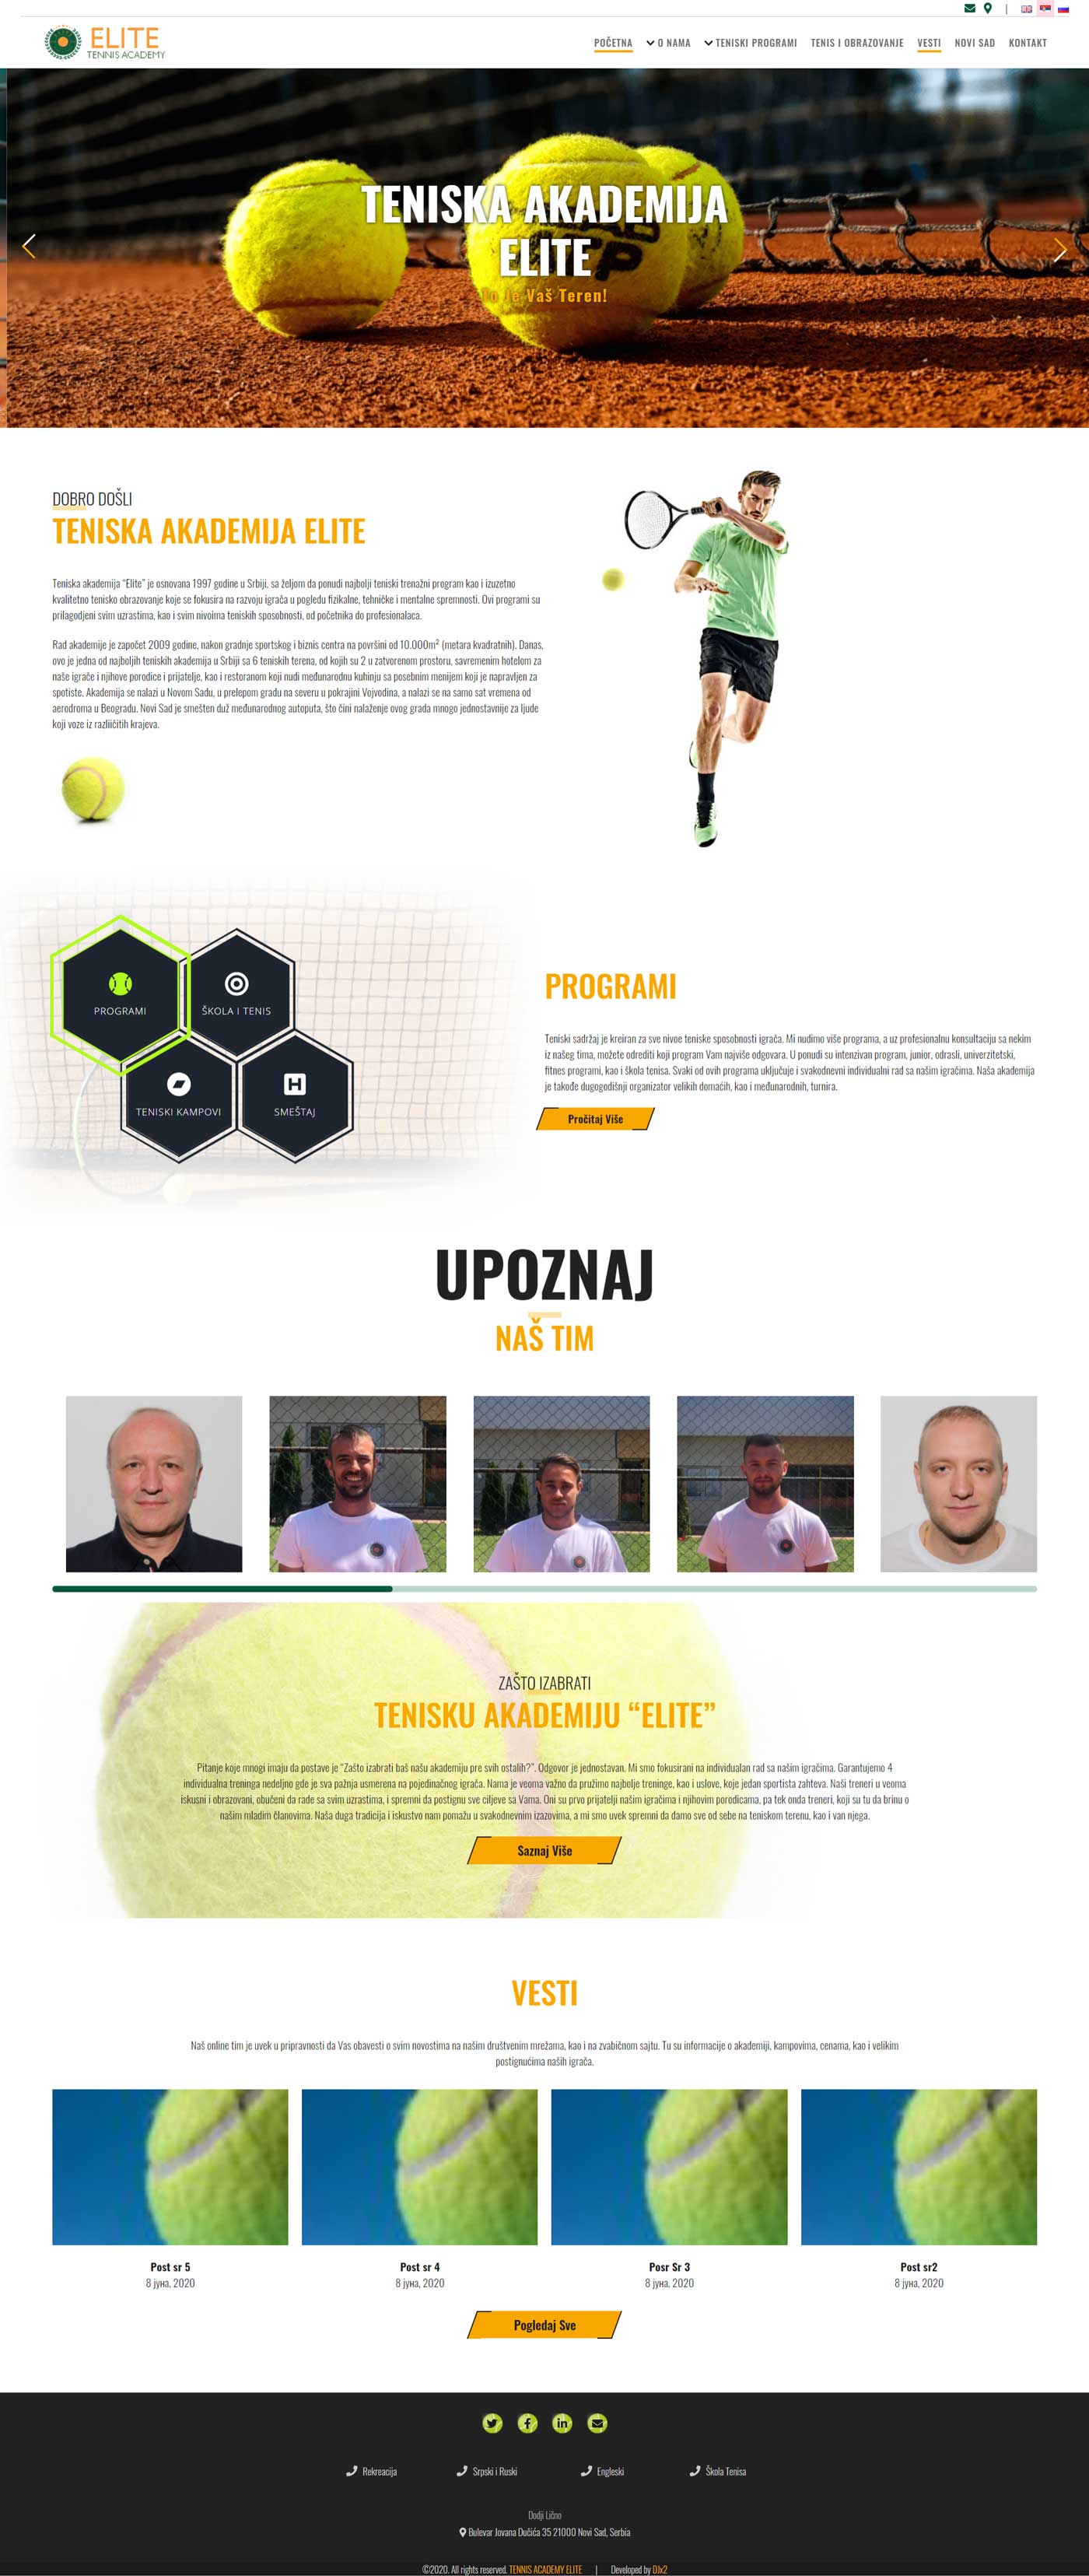 ELITE
TENNIS ACADEMY
POČETNA O NAMA TENISKI PROGRAMI TENIS I OBRAZOVANJE VESTI NOVI SAD KONTAKT
TENISKA AKADEMIJA
ELITE
To Je Vaš Teren!
DOBRO DOŠLI
TENISKA AKADEMIJA ELITE
Teniska akademija “Elite” je osnovana 1997 godine u Srbiji, sa željom da ponudi najbolji teniski trenažni program kao i izuzetno
kvalitetno tenisko obrazovanje koje se fokusira na razvoju igrača u pogledu fizikalne, tehničke i mentalne spremnosti. Ovi programi su
prilagodjeni svim uzrastima, kao i svim nivoima teniskih sposobnosti, od početnika do profesionalaca.
Rad akademije je započet 2009 godine, nakon gradnje sportskog i biznis centra na površini od 10.000m² (metara kvadratnih). Danas,
ovo je jedna od najboljih teniskih akademija u Srbiji sa 6 teniskih terena, od kojih su 2 u zatvorenom prostoru, savremenim hotelom za
naše igrače i njihove porodice i prijatelje, kao i restoranom koji nudi međunarodnu kuhinju sa posebnim menijem koji je napravljen za
spotiste. Akademija se nalazi u Novom Sadu, u prelepom gradu na severu u pokrajini Vojvodina, a nalazi se na samo sat vremena od
aerodroma u Beogradu. Novi Sad je smešten duž međunarodnog autoputa, što čini nalaženje ovog grada mnogo jednostavnije za ljude
koji voze iz razliičitih krajeva.
PROGRAMI
ŠKOLA I TENIS
TENISKI KAMPOVI
SMEŠTAJ
PROGRAMI
Teniski sadržaj je kreiran za sve nivoe teniske sposobnosti igrača. Mi nudimo više programa, a uz profesionalnu konsultaciju sa nekim
iz našeg tima, možete odrediti koji program Vam najviše odgovara. U ponudi su intenzivan program, junior, odrasli, univerzitetski,
fitnes programi, kao i škola tenisa. Svaki od ovih programa uključuje i svakodnevni individualni rad sa našim igračima. Naša akademija
je takođe dugogodišnji organizator velikih domaćih, kao i međunarodnih, turnira.
Pročitaj Više
UPOZNAJ
NAŠ TIM
ZAŠTO IZABRATI
TENISKU AKADEMIJU “ELITE”
Pitanje koje mnogi imaju da postave je “Zašto izabrati baš našu akademiju pre svih ostalih?”. Odgovor je jednostavan. Mi smo fokusirani na individualan rad sa našim igračima. Garantujemo 4
individualna treninga nedeljno gde je sva pažnja usmerena na pojedinačnog igrača. Nama je veoma važno da pružimo najbolje treninge, kao i uslove, koje jedan sportista zahteva. Naši treneri u veoma
iskusni i obrazovani, obučeni da rade sa svim uzrastima, i spremni da postignu sve ciljeve sa Vama. Oni su prvo prijatelji našim igračima i njihovim porodicama, pa tek onda treneri, koji su tu da brinu o
našim mladim članovima. Naša duga tradicija i iskustvo nam pomažu u svakodnevnim izazovima, a mi smo uvek spremni da damo sve od sebe na teniskom terenu, kao i van njega.
Saznaj Više
VESTI
Naš online tim je uvek u pripravnosti da Vas obavesti o svim novostima na našim društvenim mrežama, kao i na zvabičnom sajtu. Tu su informacije o akademiji, kampovima, cenama, kao i velikim
postignućima naših igrača.
Post sr 5
8 јуна, 2020
Post sr 4
8 јуна, 2020
Posr Sr 3
8 јуна, 2020
Post sr2
8 јуна, 2020
Pogledaj Sve
Rekreacija Srpski i Ruski Engleski Škola Tenisa
Dodji Lično
Bulevar Jovana Dučića 35 21000 Novi Sad, Serbia
©2020. All rights reserved. TENNIS ACADEMY ELITE | Developed by DJx2